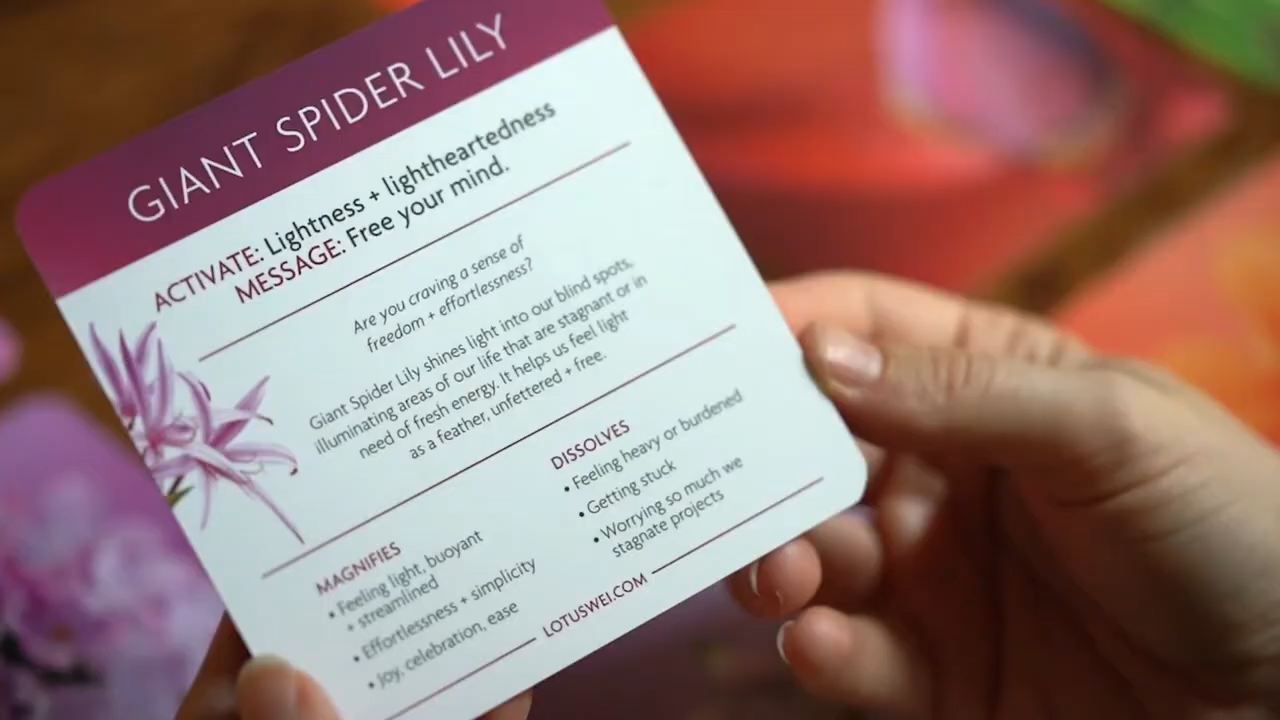 GIANT SPIDER LILY
ACTIVATE: Lightness + lightheartedness
MESSAGE: Free your mind.
Are you craving a sense of
freedom + effortlessness?
Giant Spider Lily shines light into our blind spots,
illuminating areas of our life that are stagnant or in
need of fresh energy. It helps us feel light
as a feather, unfettered + free.
MAGNIFIES
• Feeling light, buoyant
+ streamlined
• Effortlessness + simplicity
• Joy, celebration, ease
DISSOLVES
• Feeling heavy or burdened
• Getting stuck
• Worrying so much we
stagnate projects
LOTUSWEI.COM